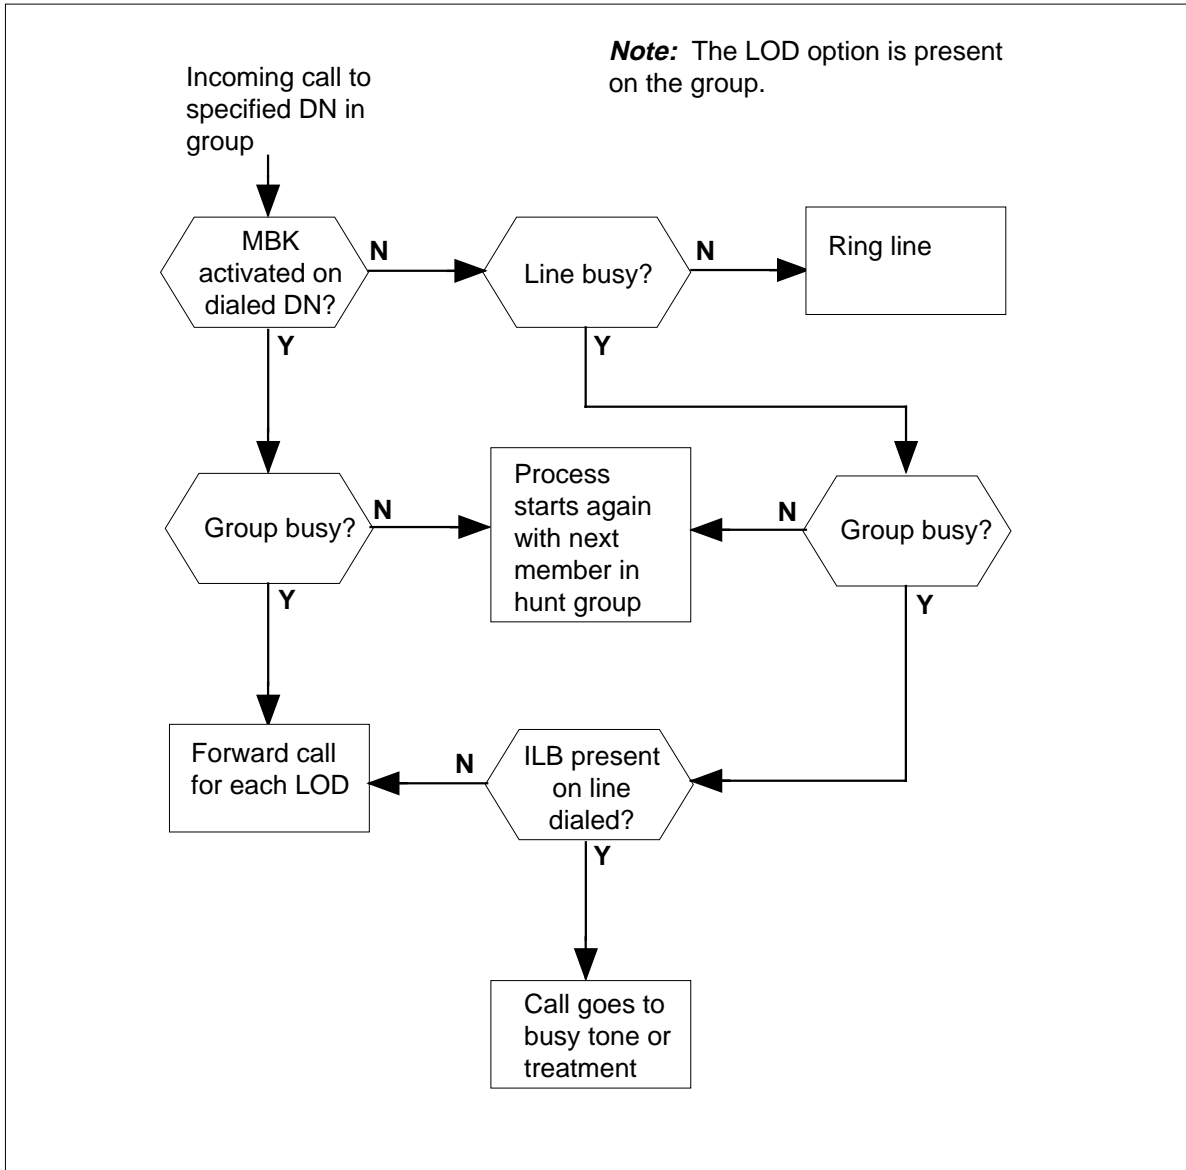 Note: The LOD option is present
on the group.
Incoming call to
specified DN in
group
MBK
activated on
dialed DN?
N
Line busy?
N
Ring line
Y
Y
Group busy?
N
Process
starts again
with next
member in
hunt group
N
Group busy?
Y
Y
Forward call
for each LOD
N
ILB present
on line
dialed?
Y
Call goes to
busy tone or
treatment